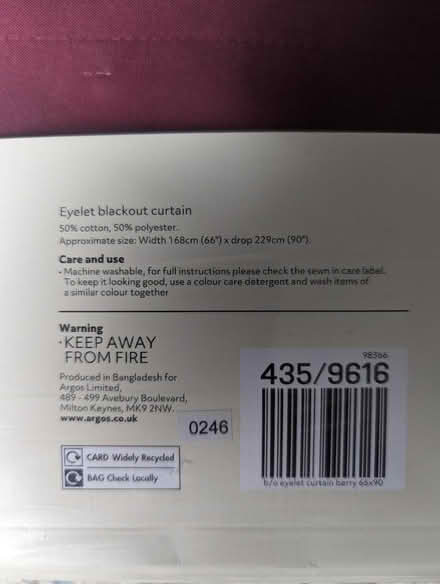 Eyelet blackout curtain
50% cotton, 50% polyester.
Approximate size: Width 168cm (66") x drop 229cm (90").
Care and use
• Machine washable, for full instructions please check the sewn in care label.
To keep it looking good, use a colour care detergent and wash items of
a similar colour together
Warning
• KEEP AWAY
FROM FIRE
Produced in Bangladesh for
Argos Limited,
489 - 499 Avebury Boulevard,
Milton Keynes, MK9 2NW.
www.argos.co.uk
0246
CARD Widely Recycled
BAG Check Locally
98366
435/9616
b/o eyelet curtain berry 66x90